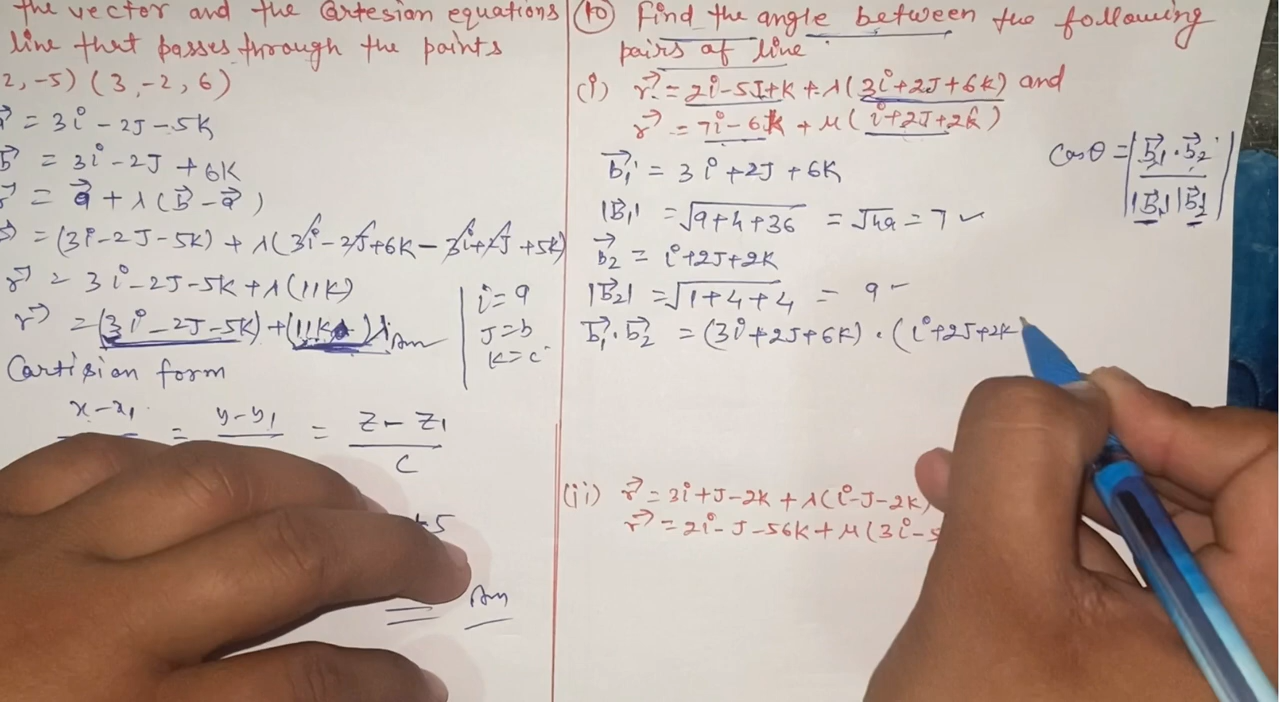 the vector and the Cartesian equations
line that passes through the points
2, -5) (3, -2, 6)
= 3i - 2J - 5K
= 3i - 2J + 6K
= a + λ(B - a)
= (3i - 2J - 5K) + λ(3i - 2J + 6K - 3i + 2J + 5K)
r = 3i - 2J - 5K + λ(11K)
r = (3i - 2J - 5K) + (11K)λ Ans
i = a
J = b
K = c
Cartision form
x - x1 = y - y1 = z - z1
c
+5
Ans
(10) Find the angle between the following
pairs of line.
(i) r = 2i - 5J + K + λ(3i + 2J + 6K) and
r = 7i - 6K + μ(i + 2J + 2K)
b1 = 3i + 2J + 6K
|B1| = √9+4+36 = √49 = 7 ✓
b2 = i + 2J + 2K
|B2| = √1+4+4 = 9
b1 . b2 = (3i + 2J + 6K) . (i + 2J + 2K
Cosθ = | b1 . b2 / |b1| |b2| |
(ii) r = 3i + J - 2K + λ(i - J - 2K)
r = 2i - J - 56K + μ(3i - 5